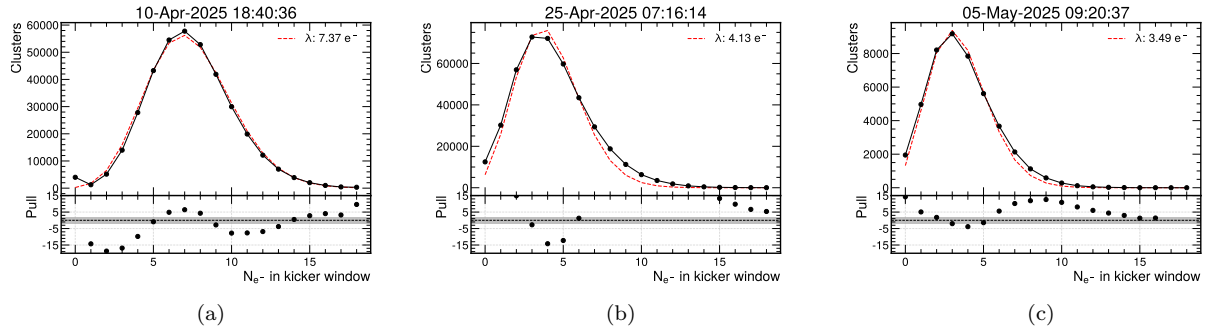 10-Apr-2025 18:40:36
Clusters
60000
50000
40000
30000
20000
10000
0
λ: 7.37 e⁻
Pull
15
5
-5
-15
0 5 10 15
Nₑ- in kicker window
(a)
25-Apr-2025 07:16:14
Clusters
60000
40000
20000
0
λ: 4.13 e⁻
Pull
15
5
-5
-15
0 5 10 15
Nₑ- in kicker window
(b)
05-May-2025 09:20:37
Clusters
8000
6000
4000
2000
0
λ: 3.49 e⁻
Pull
15
5
-5
-15
0 5 10 15
Nₑ- in kicker window
(c)